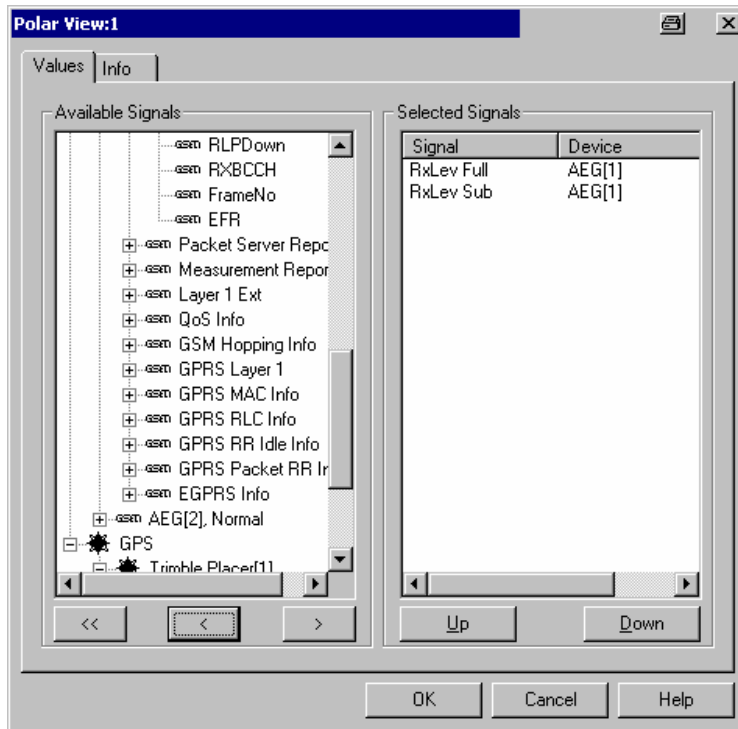 Polar View:1
Values
Info
Available Signals
GSM RLPDown
GSM RXBCCH
GSM FrameNo
GSM EFR
GSM Packet Server Repo
GSM Measurement Repor
GSM Layer 1 Ext
GSM QoS Info
GSM GSM Hopping Info
GSM GPRS Layer 1
GSM GPRS MAC Info
GSM GPRS RLC Info
GSM GPRS RR Idle Info
GSM GPRS Packet RR Ir
GSM EGPRS Info
GSM AEG[2], Normal
GPS
Trimble Placer[1]
<< < >
Selected Signals
Signal Device
RxLev Full AEG[1]
RxLev Sub AEG[1]
Up Down
OK Cancel Help